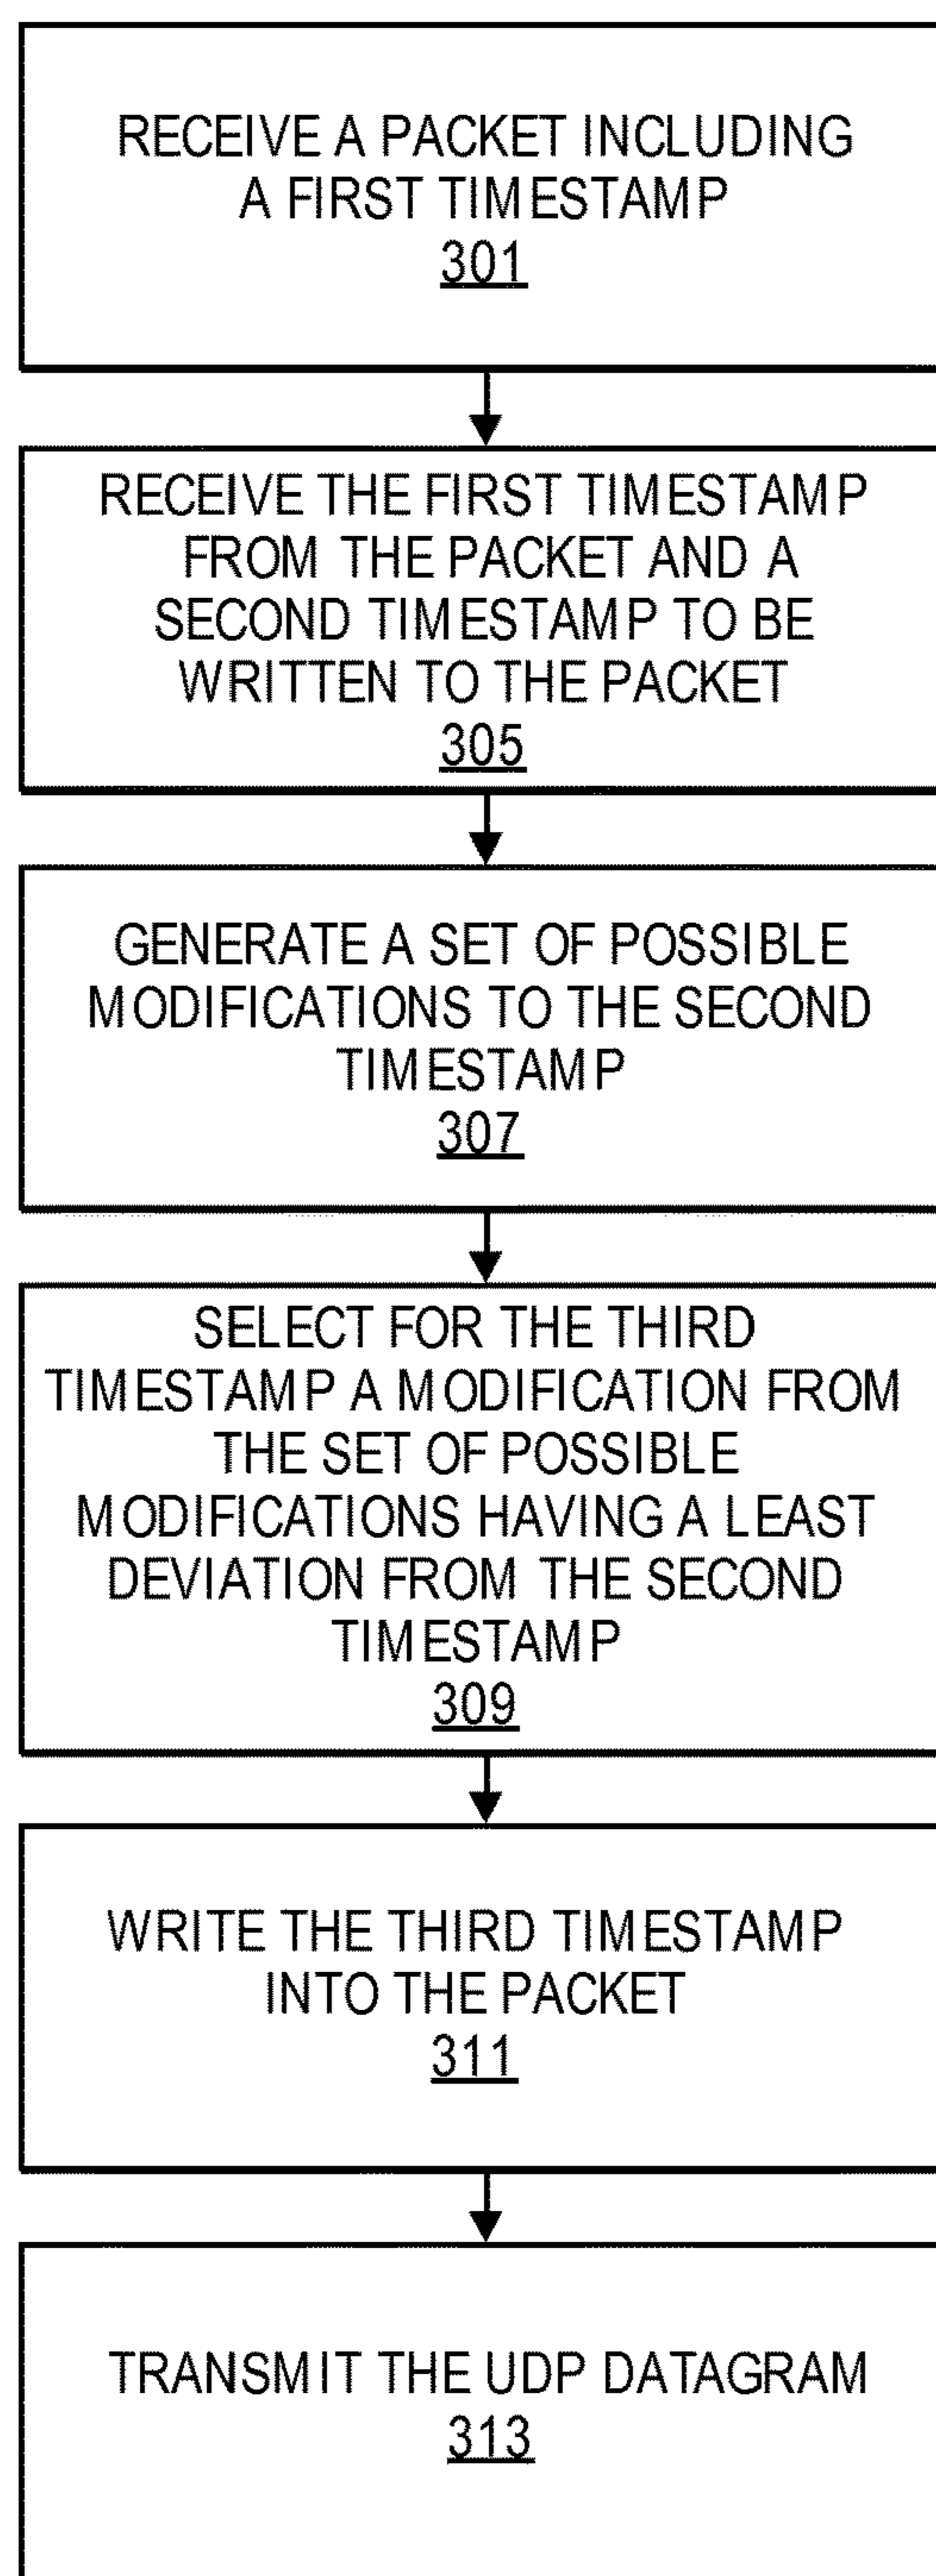 RECEIVE A PACKET INCLUDING
A FIRST TIMESTAMP
301
RECEIVE THE FIRST TIMESTAMP
FROM THE PACKET AND A
SECOND TIMESTAMP TO BE
WRITTEN TO THE PACKET
305
GENERATE A SET OF POSSIBLE
MODIFICATIONS TO THE SECOND
TIMESTAMP
307
SELECT FOR THE THIRD
TIMESTAMP A MODIFICATION FROM
THE SET OF POSSIBLE
MODIFICATIONS HAVING A LEAST
DEVIATION FROM THE SECOND
TIMESTAMP
309
WRITE THE THIRD TIMESTAMP
INTO THE PACKET
311
TRANSMIT THE UDP DATAGRAM
313